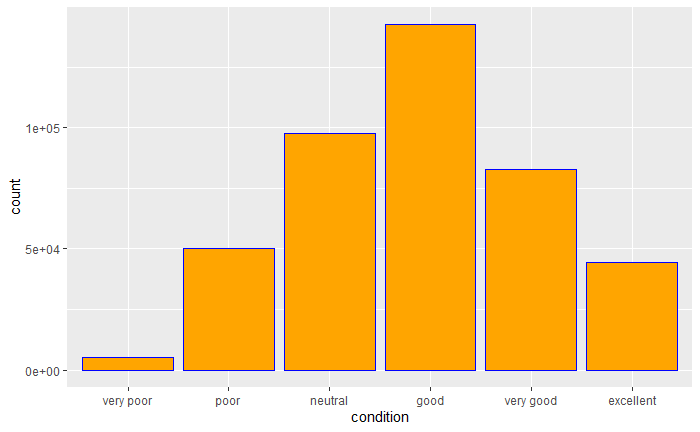 count
1e+05
5e+04
0e+00
very poor poor neutral good very good excellent
condition